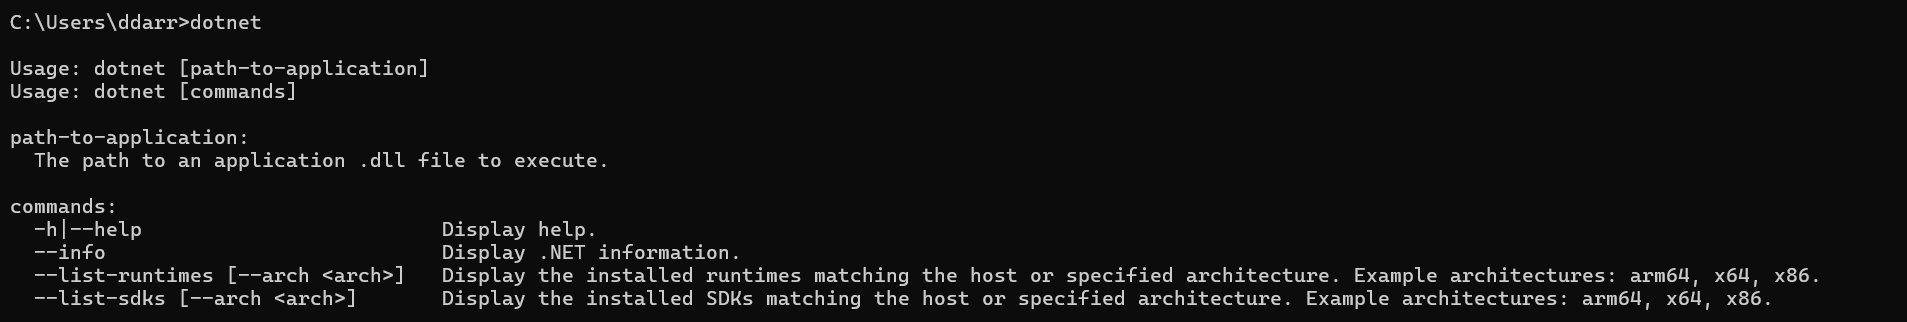 C:\Users\ddarr>dotnet

Usage: dotnet [path-to-application]
Usage: dotnet [commands]

path-to-application:
  The path to an application .dll file to execute.

commands:
  -h|--help                         Display help.
  --info                            Display .NET information.
  --list-runtimes [--arch <arch>]   Display the installed runtimes matching the host or specified architecture. Example architectures: arm64, x64, x86.
  --list-sdks [--arch <arch>]       Display the installed SDKs matching the host or specified architecture. Example architectures: arm64, x64, x86.